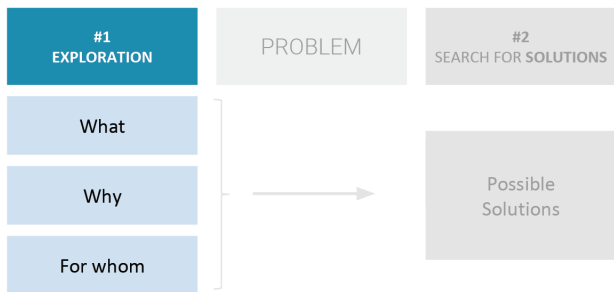 #1
EXPLORATION
PROBLEM
#2
SEARCH FOR SOLUTIONS
What
Why
For whom
Possible
Solutions